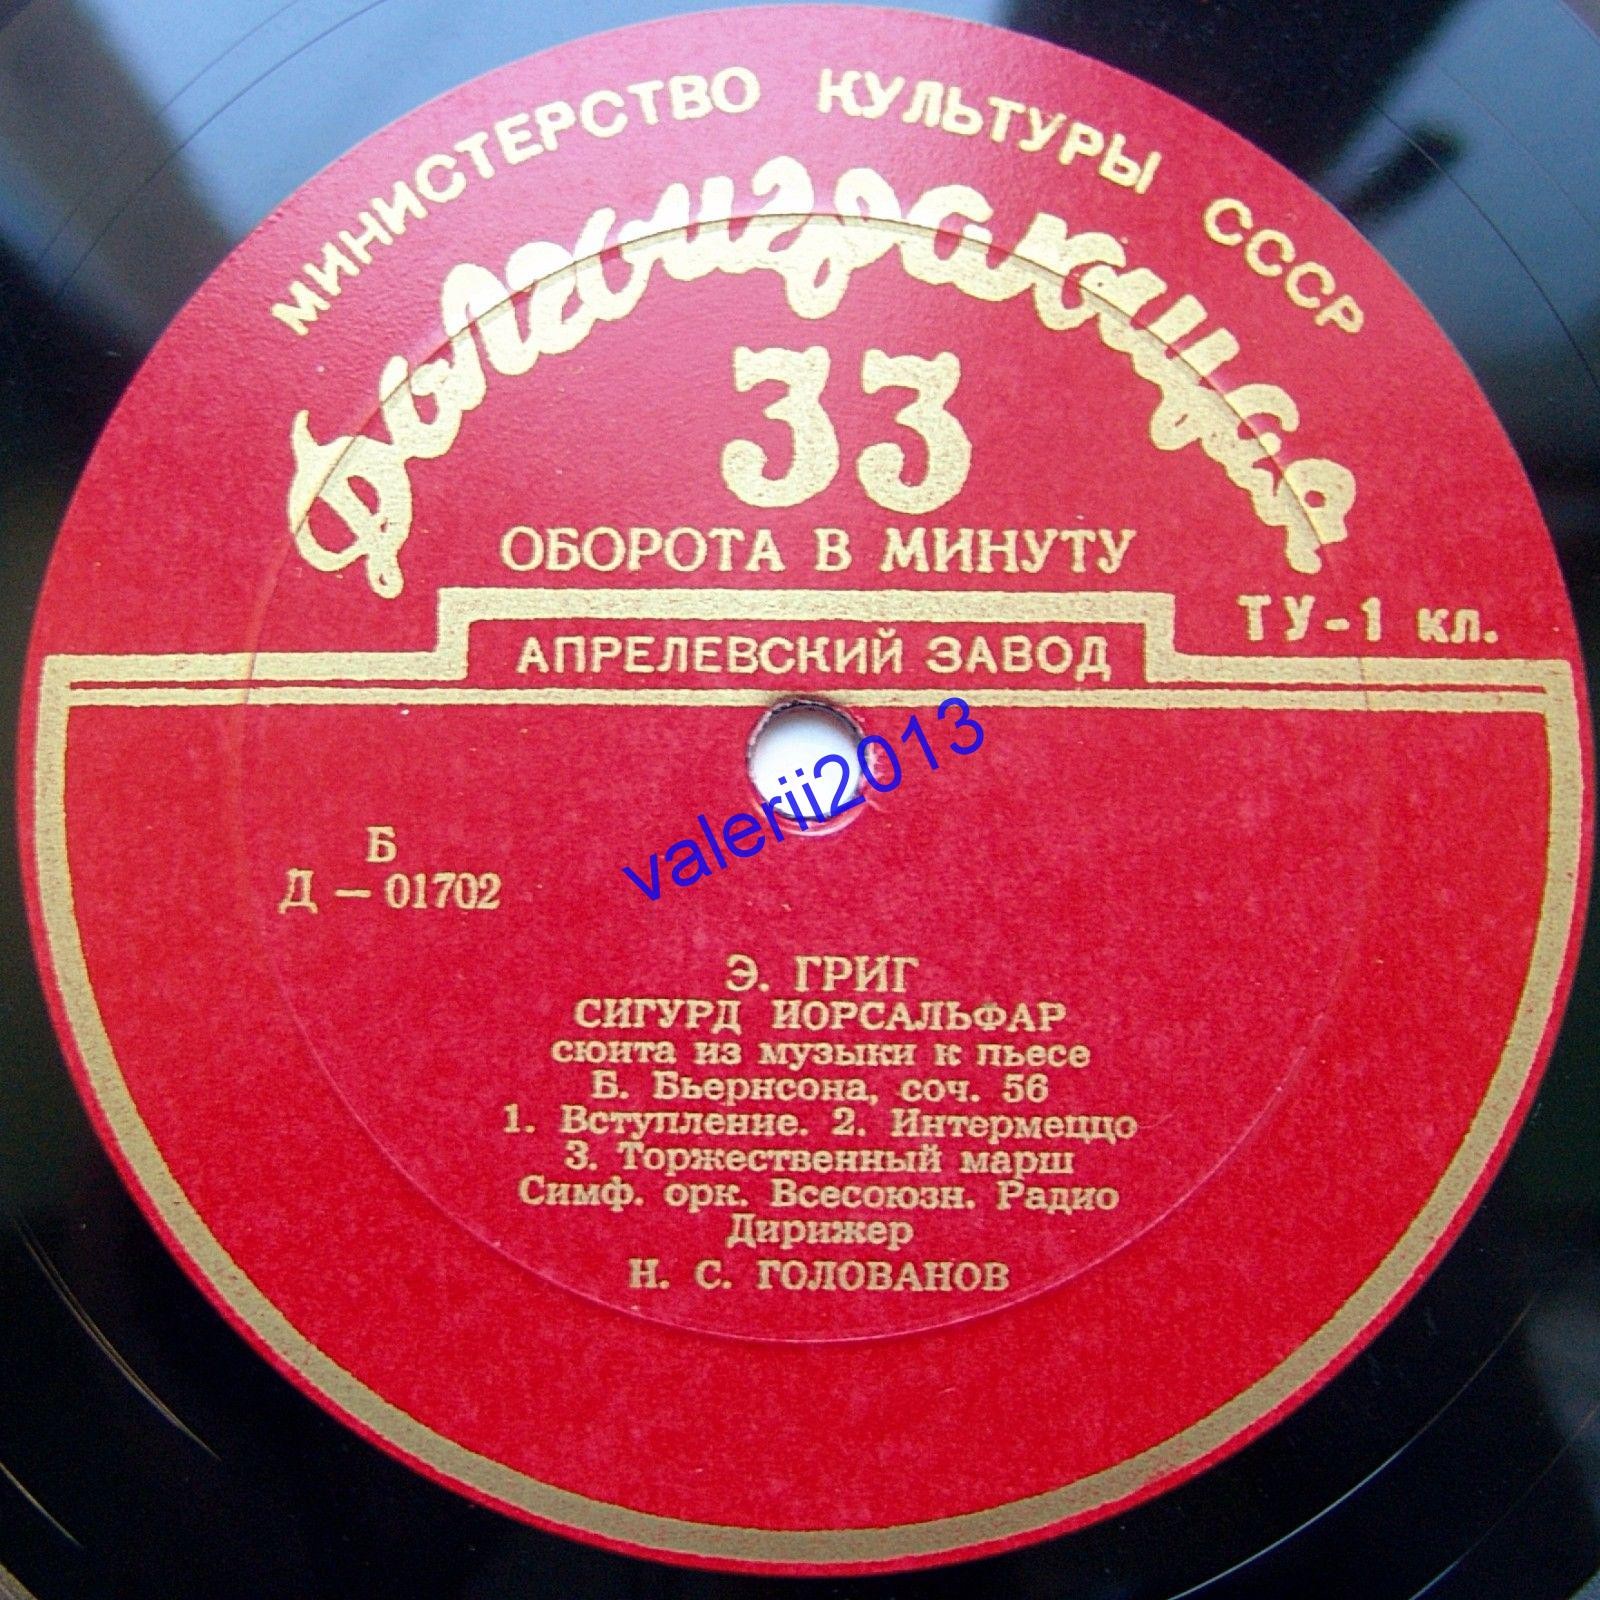 МИНИСТЕРСТВО КУЛЬТУРЫ СССР
Долгоиграющая
33
ОБОРОТА В МИНУТУ
АПРЕЛЕВСКИЙ ЗАВОД
ТУ-1 кл.
valerii2013
Б
Д — 01702
Э. ГРИГ
СИГУРД ИОРСАЛЬФАР
сюита из музыки к пьесе
Б. Бьернсона, соч. 56
1. Вступление. 2. Интермеццо
3. Торжественный марш
Симф. орк. Всесоюзн. Радио
Дирижер
Н. С. ГОЛОВАНОВ